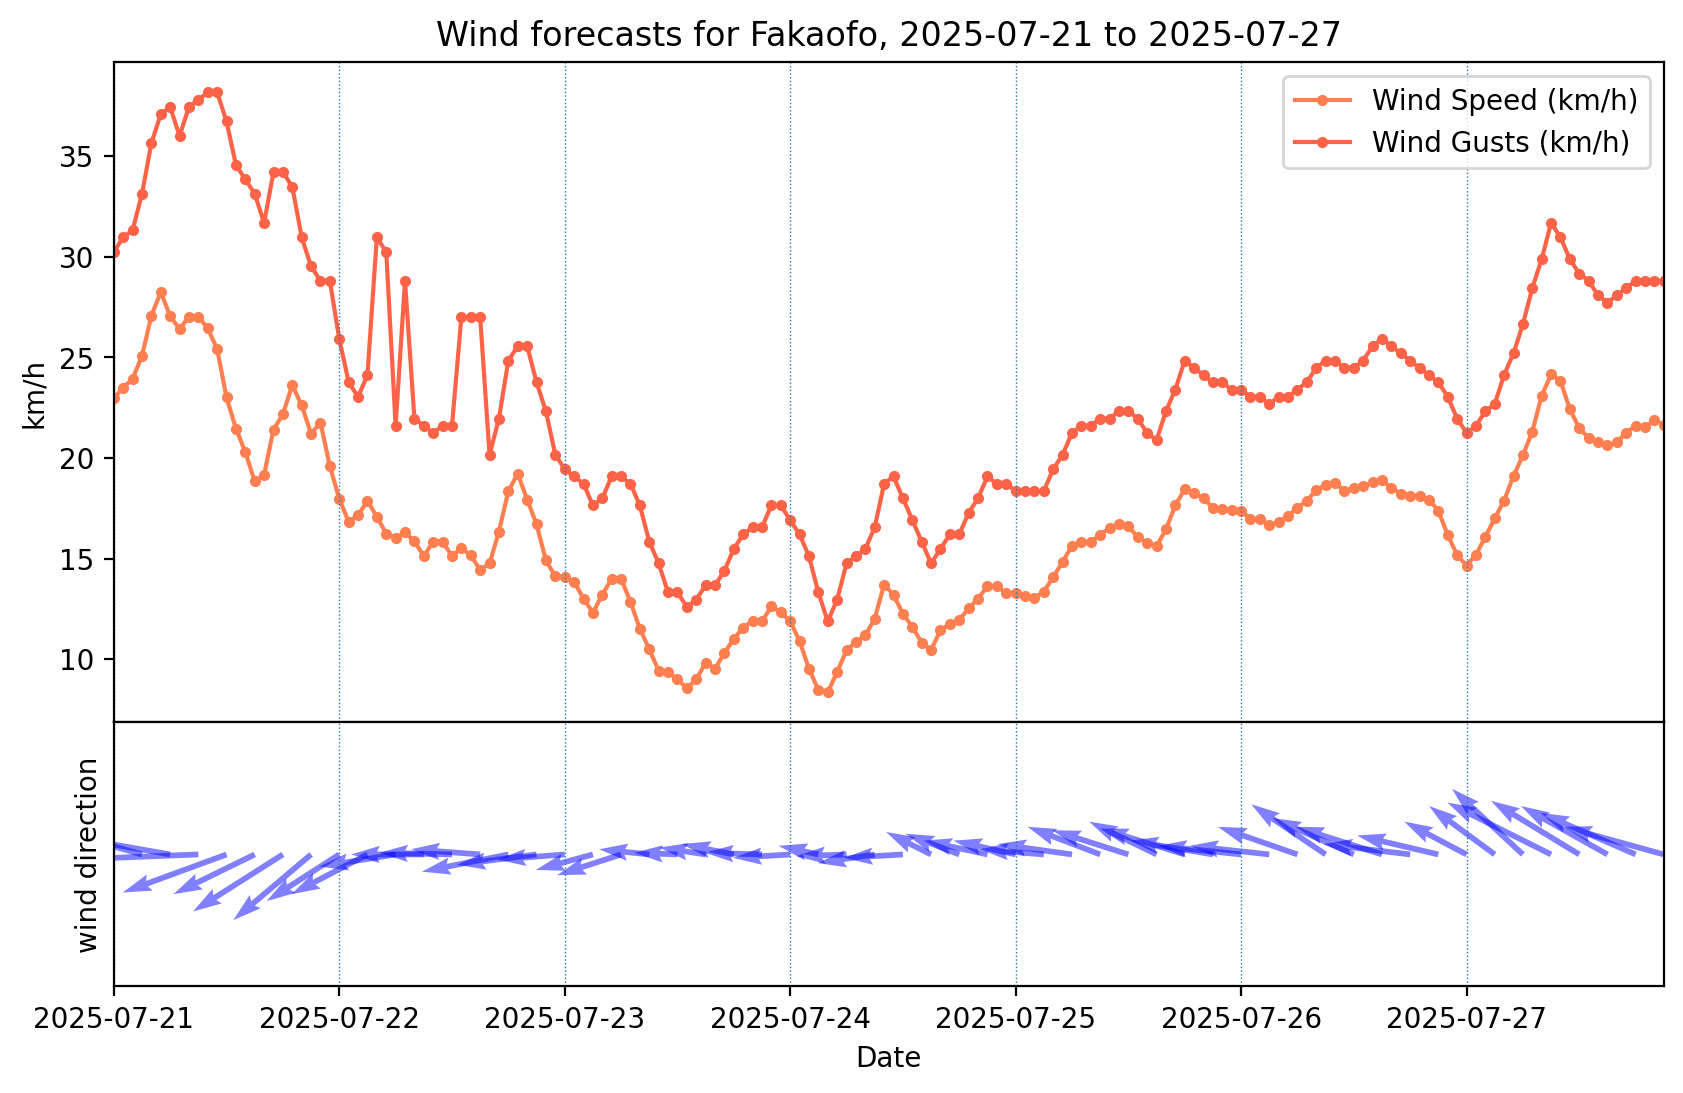 Wind forecasts for Fakaofo, 2025-07-21 to 2025-07-27
Wind Speed (km/h)
Wind Gusts (km/h)
35
30
25
20
15
10
km/h
wind direction
2025-07-21
2025-07-22
2025-07-23
2025-07-24
2025-07-25
2025-07-26
2025-07-27
Date